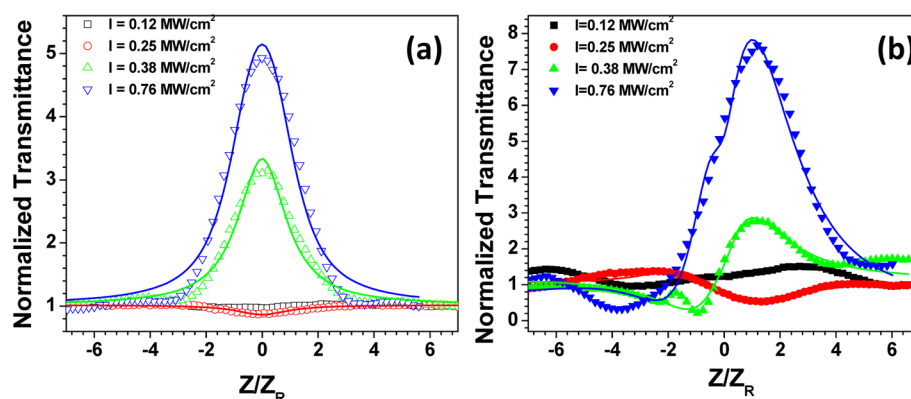 (a)
I = 0.12 MW/cm²
I = 0.25 MW/cm²
I = 0.38 MW/cm²
I = 0.76 MW/cm²
Normalized Transmittance
5
4
3
2
1
-6 -4 -2 0 2 4 6
Z/Z_R
(b)
I=0.12 MW/cm²
I=0.25 MW/cm²
I= 0.38 MW/cm²
I=0.76 MW/cm²
Normalized Transmittance
8
7
6
5
4
3
2
1
0
-6 -4 -2 0 2 4 6
Z/Z_R